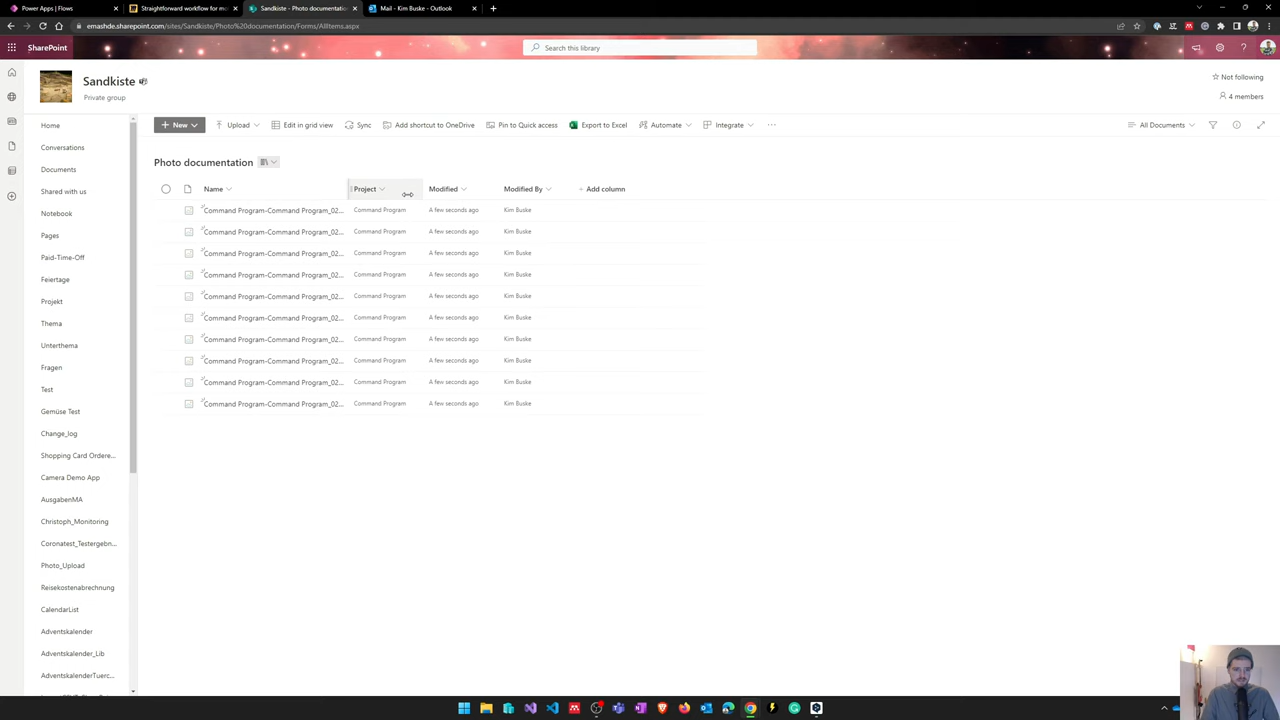 Power Apps | Flows
Straightforward workflow for mo
Sandkiste - Photo documentation
Mail - Kim Buske - Outlook
emashde.sharepoint.com/sites/Sandkiste/Photo%20documentation/Forms/AllItems.aspx
SharePoint
Search this library
Sandkiste
Private group
Not following
4 members
Home
Conversations
Documents
Shared with us
Notebook
Pages
Paid-Time-Off
Feiertage
Projekt
Thema
Unterthema
Fragen
Test
Gemüse Test
Change_log
Shopping Card Ordere...
Camera Demo App
AusgabenMA
Christoph_Monitoring
Coronatest_Testergebn...
Photo_Upload
Reisekostenabrechnung
CalendarList
Adventskalender
Adventskalender_Lib
AdventskalenderTuerc...
New Upload Edit in grid view Sync Add shortcut to OneDrive Pin to Quick access Export to Excel Automate Integrate ... All Documents
Photo documentation
Name Project Modified Modified By + Add column
Command Program-Command Program_02... Command Program A few seconds ago Kim Buske
Command Program-Command Program_02... Command Program A few seconds ago Kim Buske
Command Program-Command Program_02... Command Program A few seconds ago Kim Buske
Command Program-Command Program_02... Command Program A few seconds ago Kim Buske
Command Program-Command Program_02... Command Program A few seconds ago Kim Buske
Command Program-Command Program_02... Command Program A few seconds ago Kim Buske
Command Program-Command Program_02... Command Program A few seconds ago Kim Buske
Command Program-Command Program_02... Command Program A few seconds ago Kim Buske
Command Program-Command Program_02... Command Program A few seconds ago Kim Buske
Command Program-Command Program_02... Command Program A few seconds ago Kim Buske